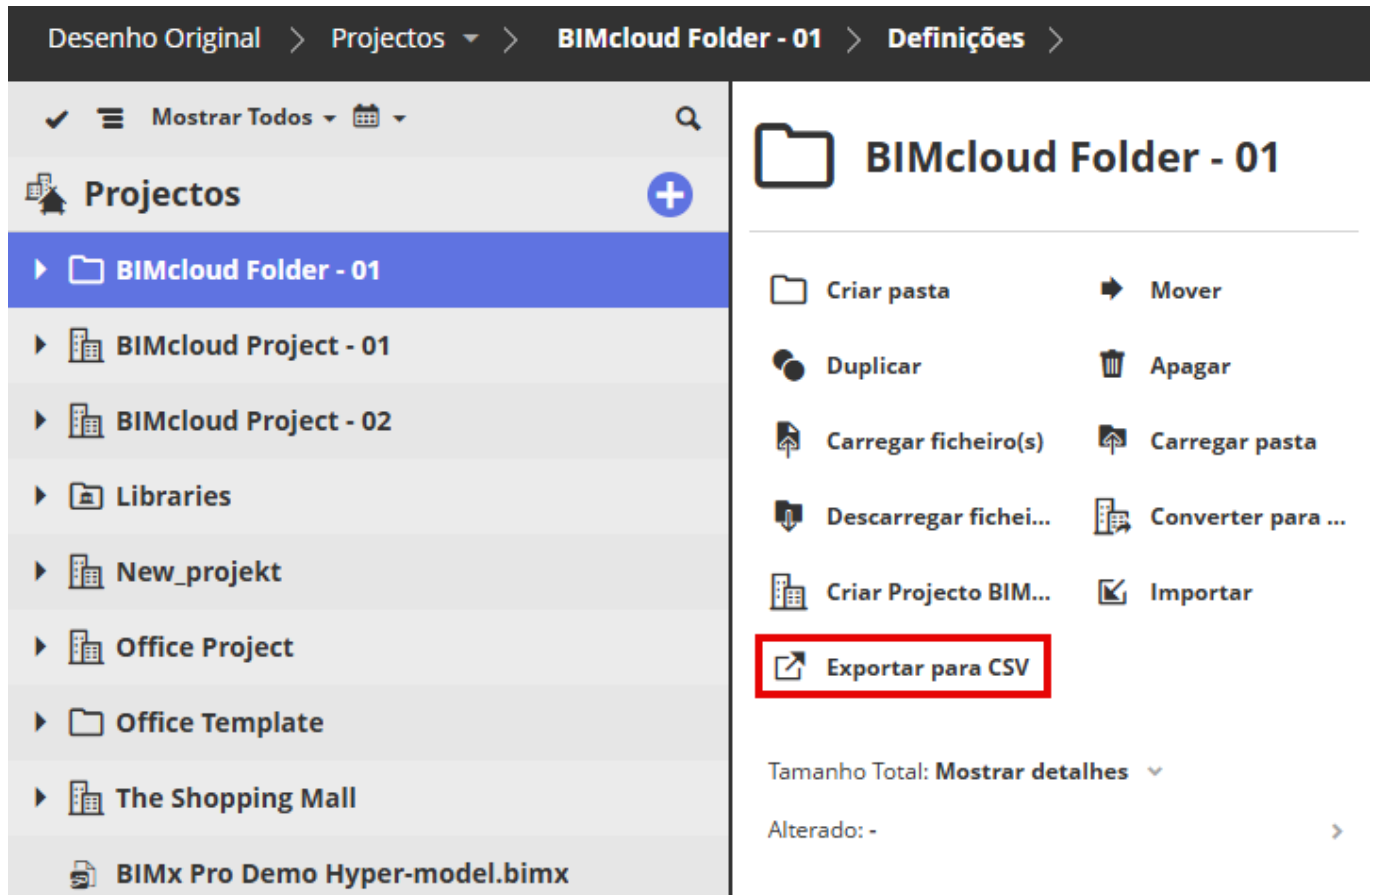 Desenho Original > Projectos > BIMcloud Folder - 01 > Definições >
Mostrar Todos
Projectos
BIMcloud Folder - 01
BIMcloud Project - 01
BIMcloud Project - 02
Libraries
New_projekt
Office Project
Office Template
The Shopping Mall
BIMx Pro Demo Hyper-model.bimx
BIMcloud Folder - 01
Criar pasta
Mover
Duplicar
Apagar
Carregar ficheiro(s)
Carregar pasta
Descarregar fichei...
Converter para ...
Criar Projecto BIM...
Importar
Exportar para CSV
Tamanho Total: Mostrar detalhes
Alterado: -